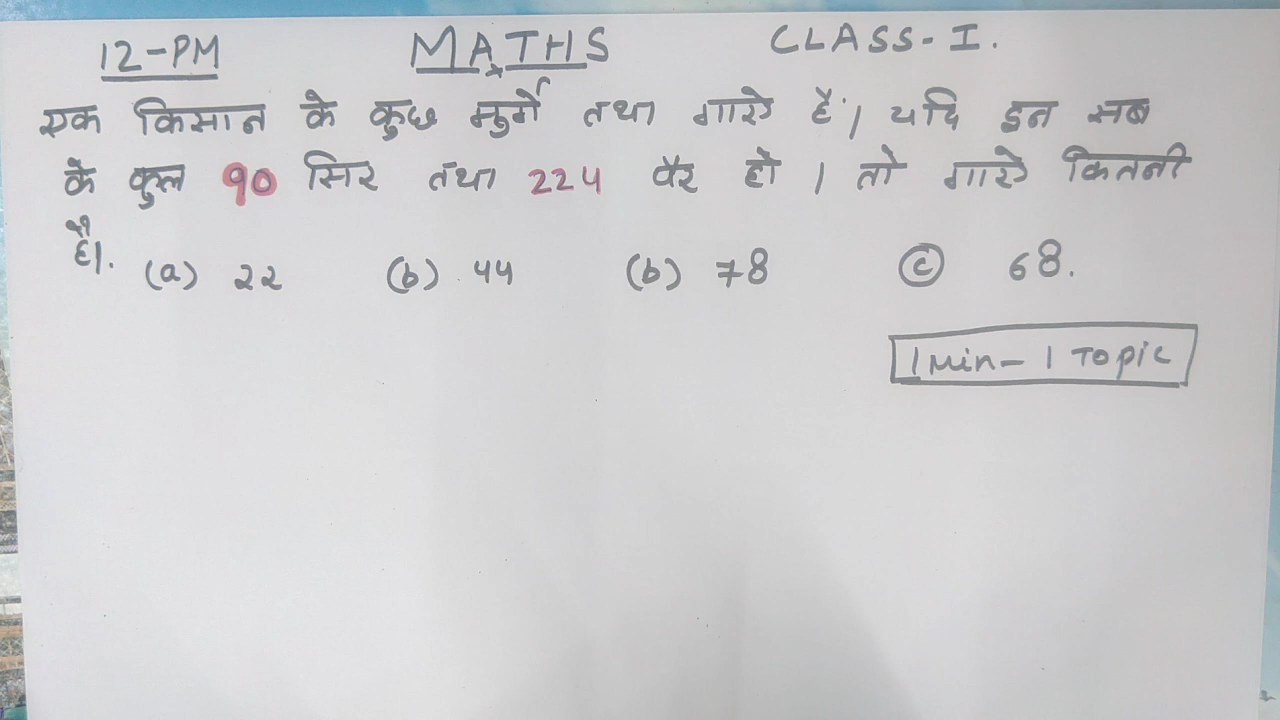 12-PM MATHS CLASS-I.
एक किसान के कुछ मुर्गे तथा गाऐ हैं। यदि इन सब
के कुल 90 सिर तथा 224 पैर हो । तो गाऐ कितनी
है।.
(a) 22 (b) 44 (b) 78 © 68.
1 Min - 1 TOPIC